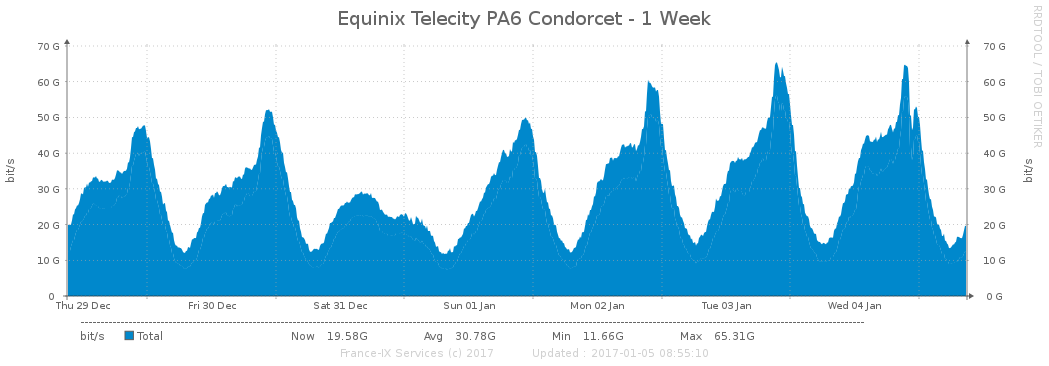 Equinix Telecity PA6 Condorcet - 1 Week
RRDTOOL / TOBI OETIKER
bit/s
70 G
60 G
50 G
40 G
30 G
20 G
10 G
0
70 G
60 G
50 G
40 G
30 G
20 G
10 G
0 G
bit/s
Thu 29 Dec Fri 30 Dec Sat 31 Dec Sun 01 Jan Mon 02 Jan Tue 03 Jan Wed 04 Jan
bit/s Total Now 19.58G Avg 30.78G Min 11.66G Max 65.31G
France-IX Services (c) 2017 Updated : 2017-01-05 08:55:10